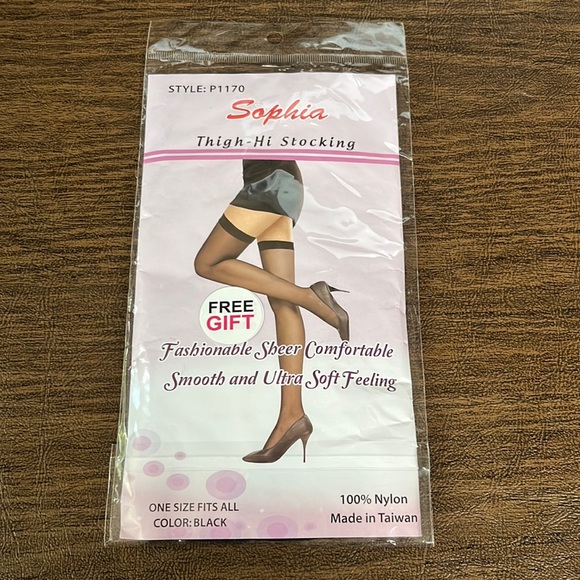 STYLE: P1170
Sophia
Thigh-Hi Stocking
FREE
GIFT
Fashionable Sheer Comfortable
Smooth and Ultra Soft Feeling
ONE SIZE FITS ALL
COLOR: BLACK
100% Nylon
Made in Taiwan